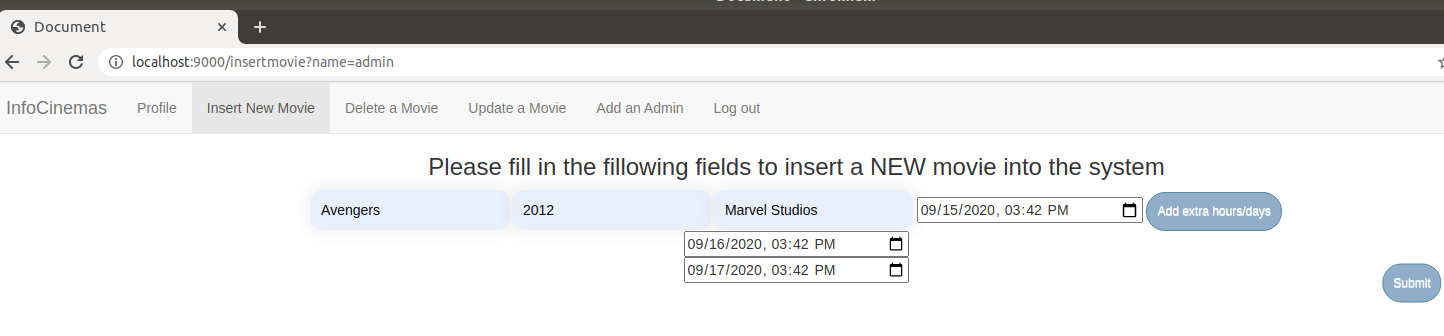 Document
localhost:9000/insertmovie?name=admin
InfoCinemas Profile Insert New Movie Delete a Movie Update a Movie Add an Admin Log out
Please fill in the fillowing fields to insert a NEW movie into the system
Avengers 2012 Marvel Studios 09/15/2020, 03:42 PM Add extra hours/days
09/16/2020, 03:42 PM
09/17/2020, 03:42 PM
Submit